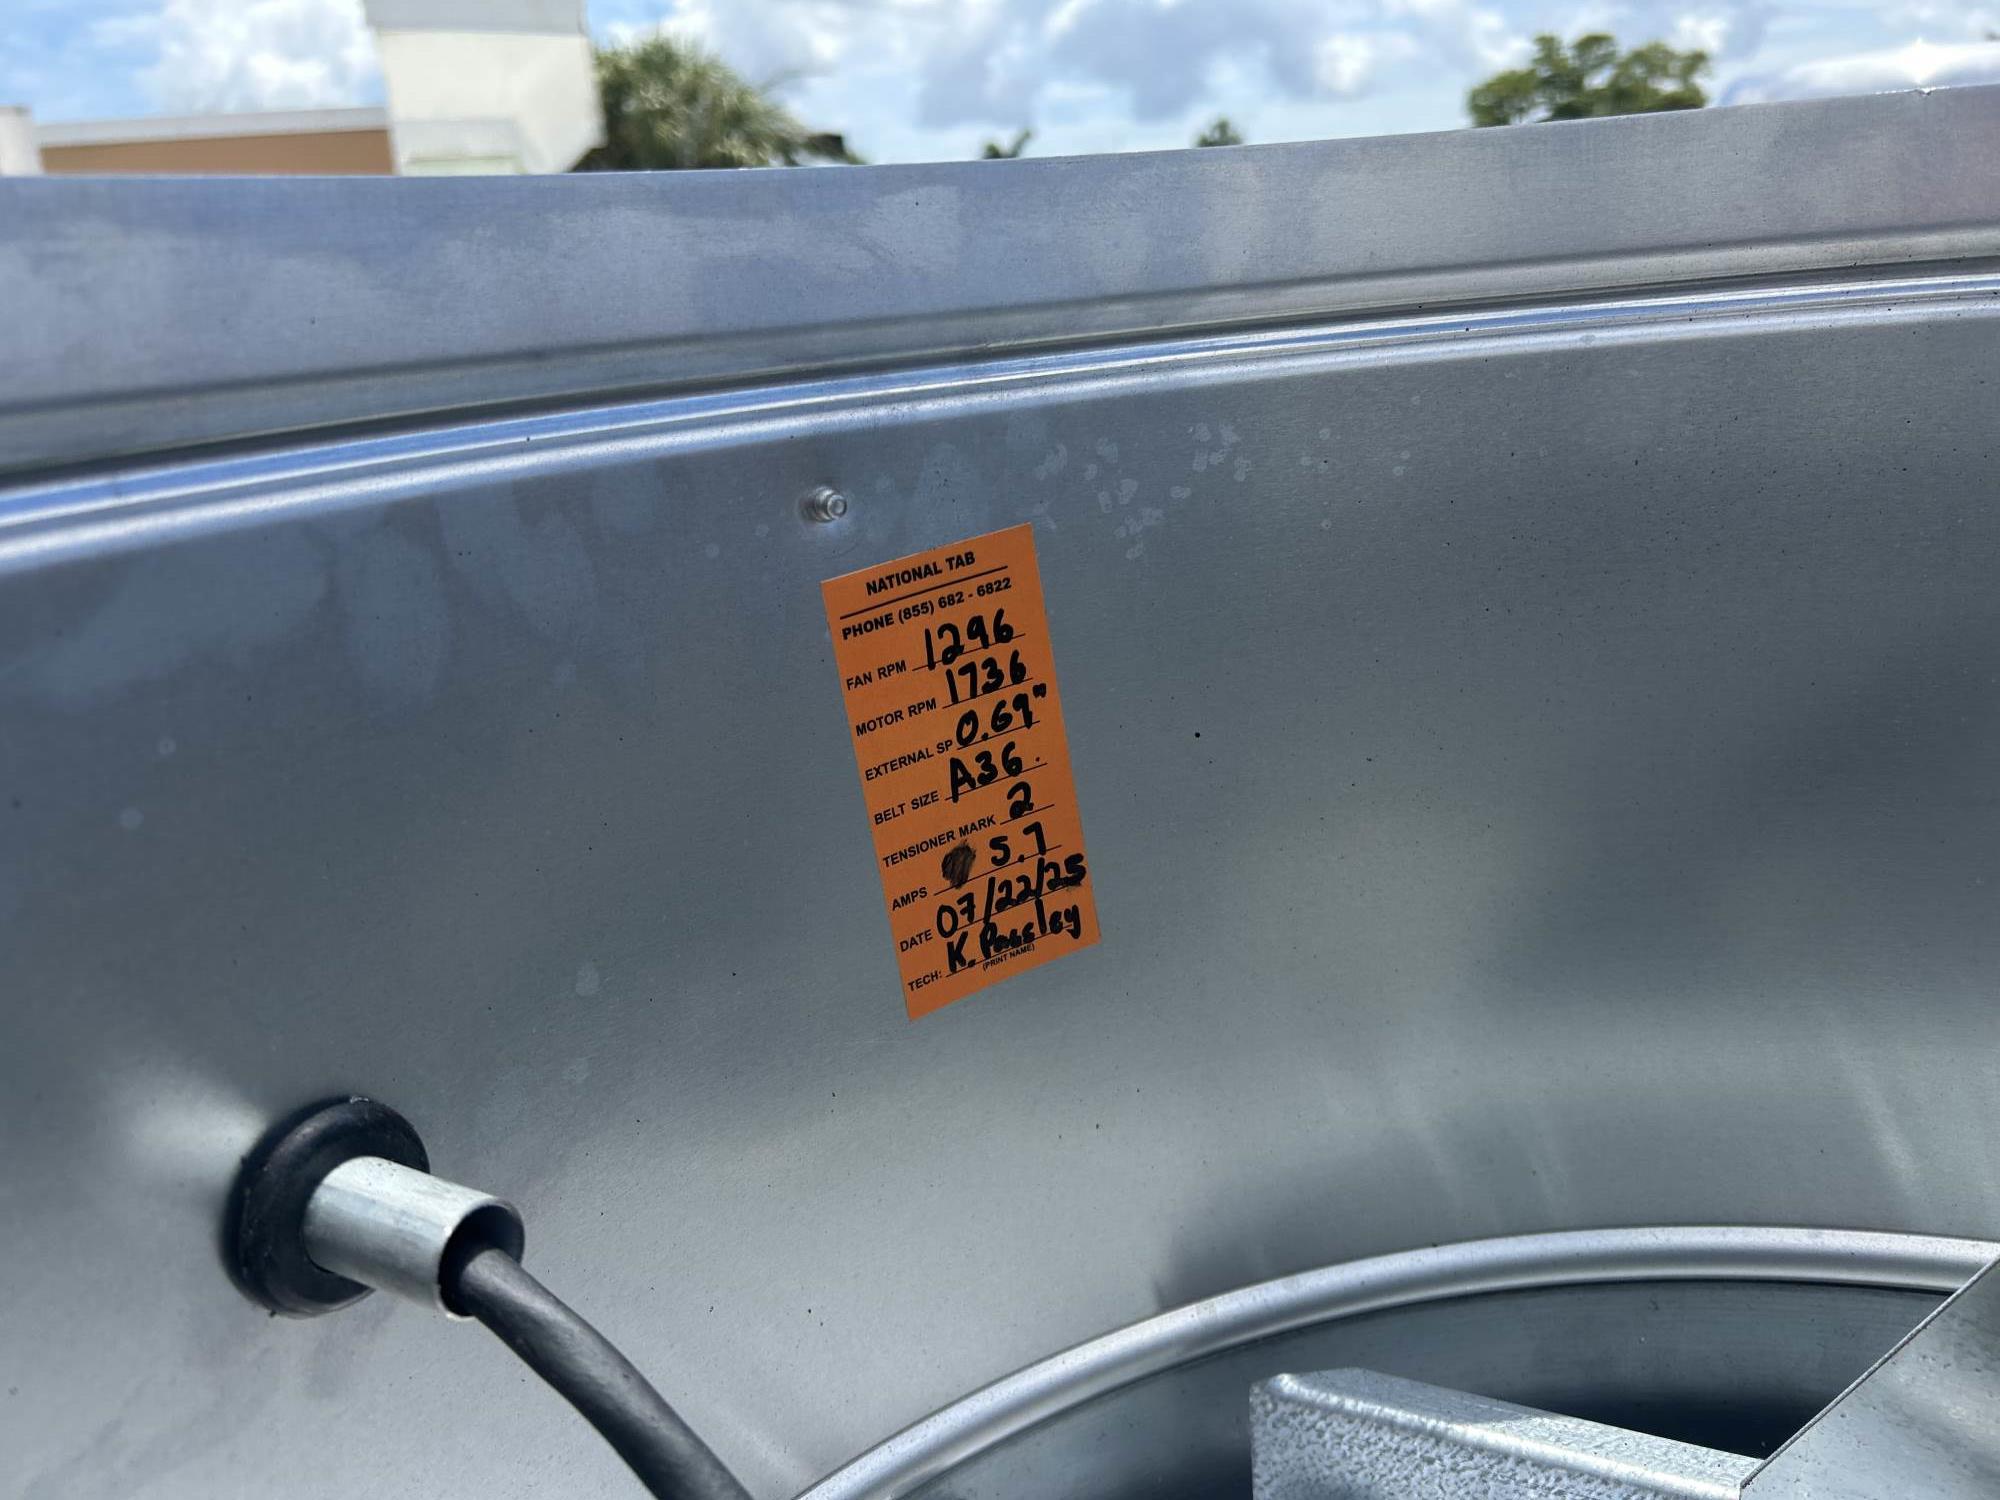 NATIONAL TAB
PHONE (855) 682 - 6822
FAN RPM 1296
MOTOR RPM 1736
EXTERNAL SP 0.69"
BELT SIZE A36.
TENSIONER MARK 2
AMPS 5.7
DATE 07/22/25
TECH: K. Passley
(PRINT NAME)